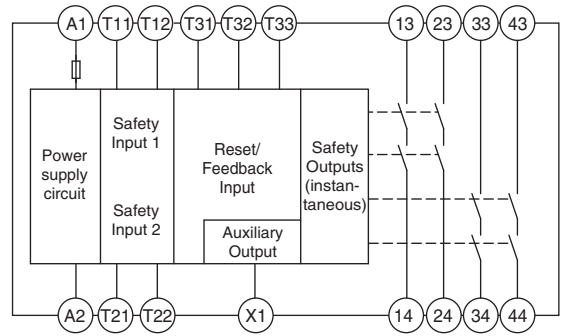 A1 T11 T12 T31 T32 T33 13 23 33 43
Power
supply
circuit
Safety
Input 1
Safety
Input 2
Reset/
Feedback
Input
Auxiliary
Output
Safety
Outputs
(instan-
taneous)
A2 T21 T22 X1 14 24 34 44